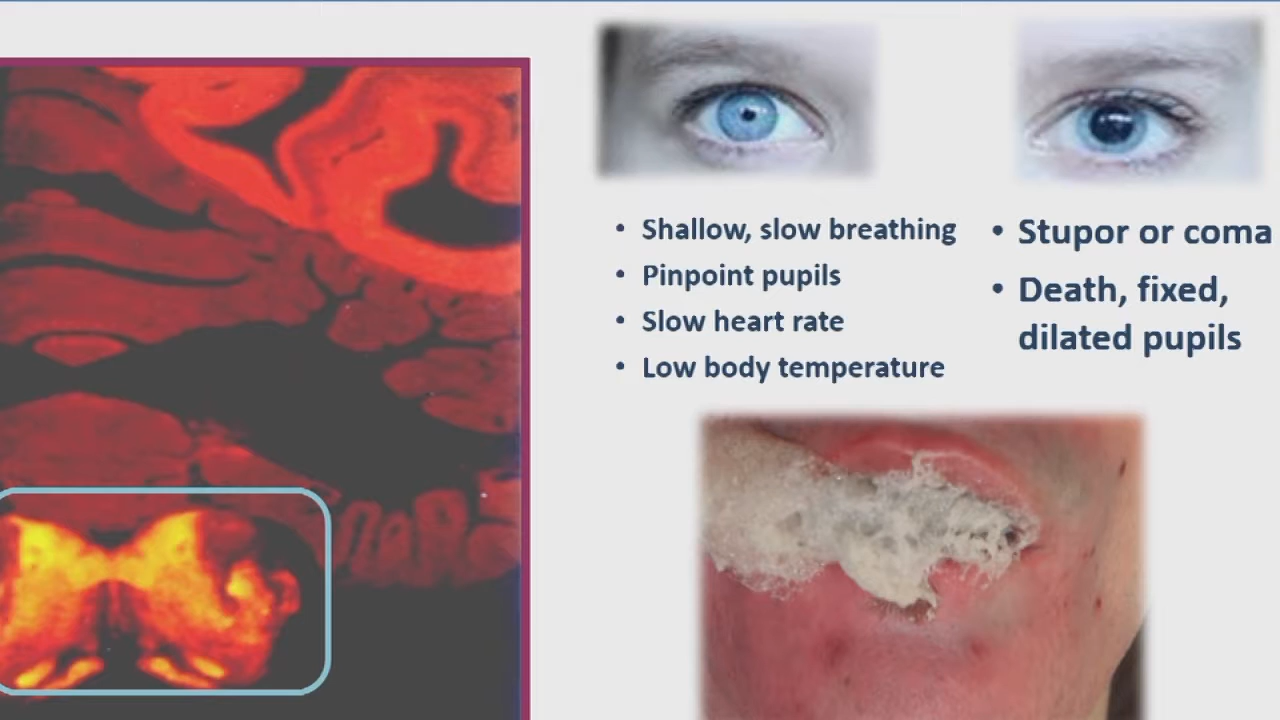 • Shallow, slow breathing
• Pinpoint pupils
• Slow heart rate
• Low body temperature
• Stupor or coma
• Death, fixed,
dilated pupils